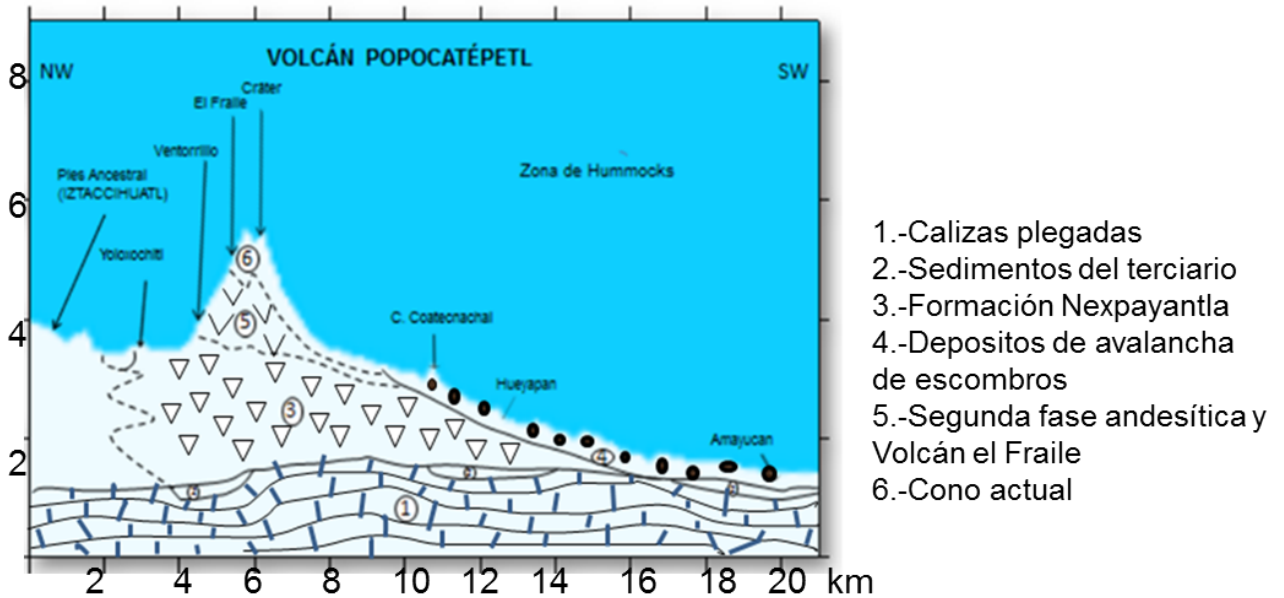 VOLCÁN POPOCATÉPETL
NW
SW
8
6
4
2
Cráter
El Fraile
Ventorrillo
Pies Ancestral
(IZTACCIHUATL)
Zona de Hummocks
C. Coatecnachal
Hueyapan
Amayucan
6
5
3
4
1
2 4 6 8 10 12 14 16 18 20 km
1.-Calizas plegadas
2.-Sedimentos del terciario
3.-Formación Nexpayantla
4.-Depositos de avalancha
de escombros
5.-Segunda fase andesítica y
Volcán el Fraile
6.-Cono actual